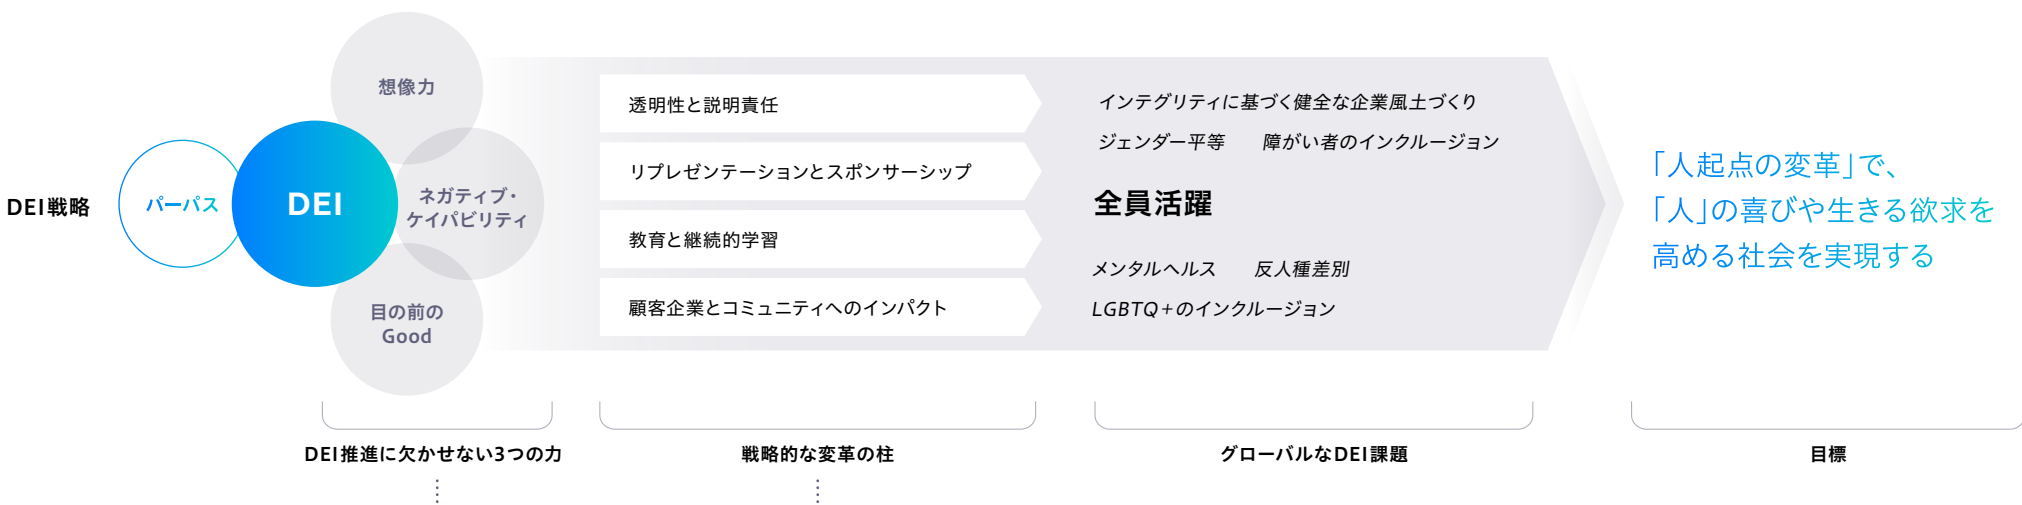 DEI戦略
パーパス
DEI
想像力
ネガティブ・
ケイパビリティ
目の前の
Good
透明性と説明責任
リプレゼンテーションとスポンサーシップ
教育と継続的学習
顧客企業とコミュニティへのインパクト
インテグリティに基づく健全な企業風土づくり
ジェンダー平等 障がい者のインクルージョン
全員活躍
メンタルヘルス 反人種差別
LGBTQ+のインクルージョン
「人起点の変革」で、
「人」の喜びや生きる欲求を
高める社会を実現する
DEI推進に欠かせない3つの力
戦略的な変革の柱
グローバルなDEI課題
目標